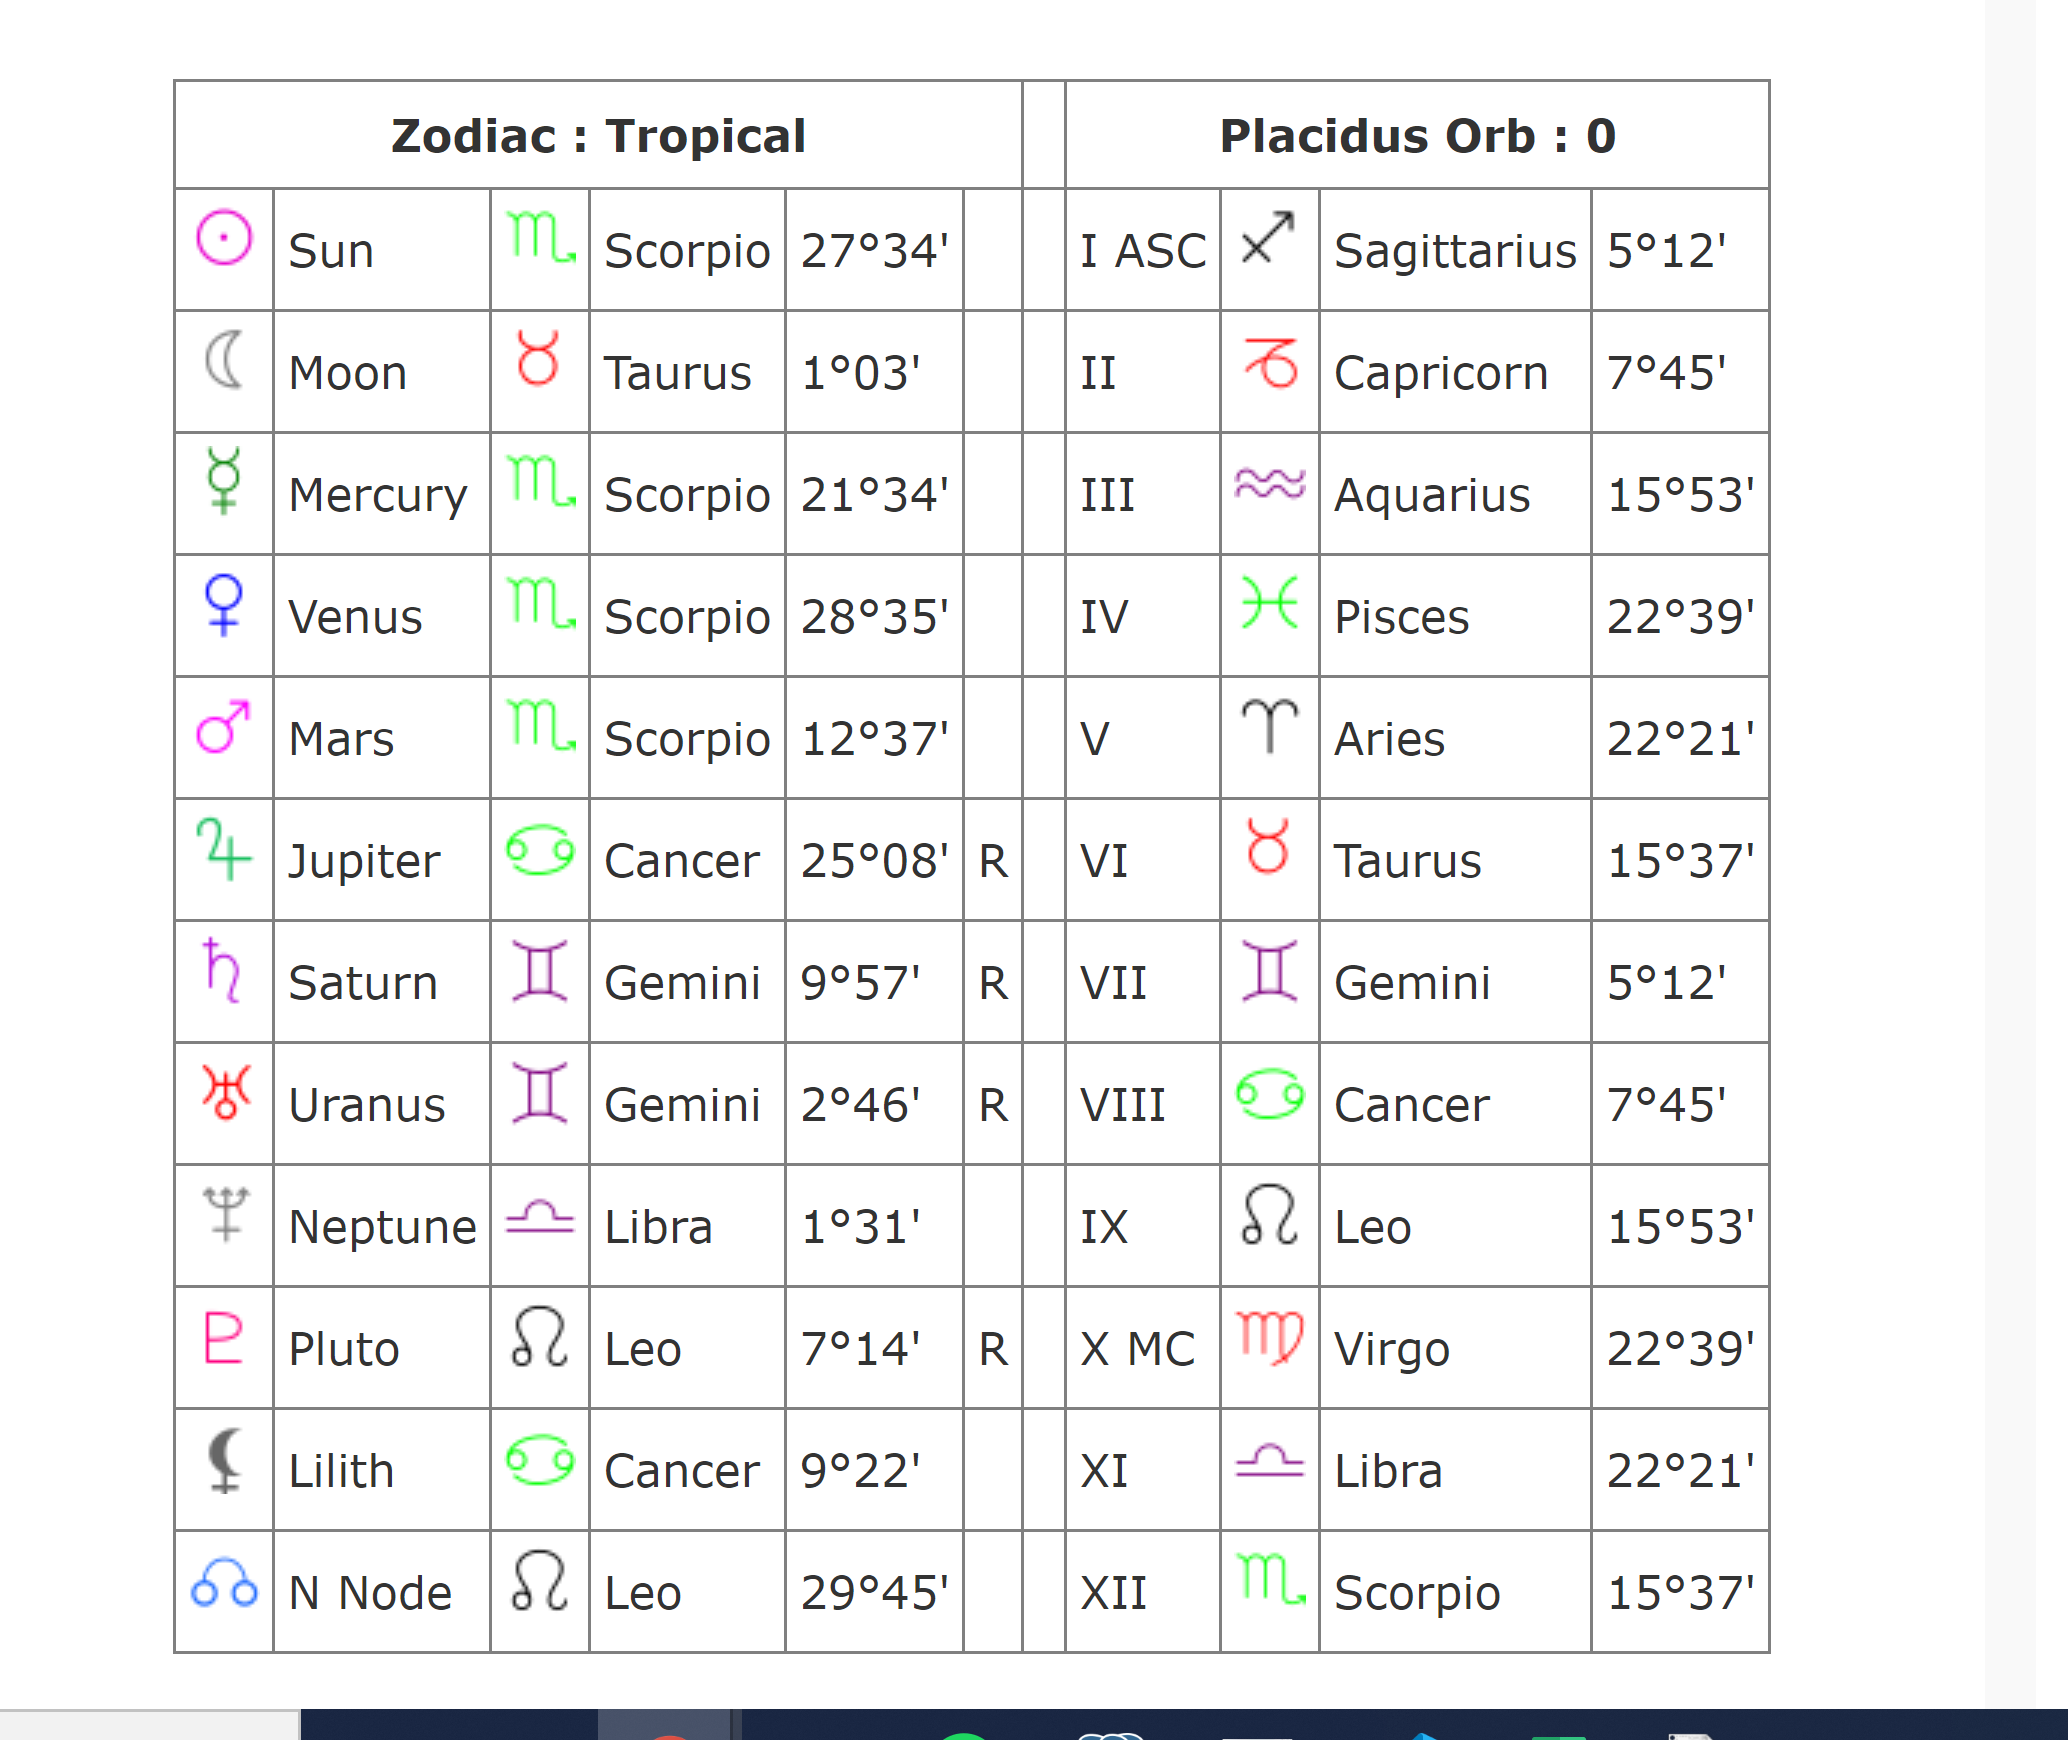 Zodiac : Tropical Placidus Orb : 0
Sun Scorpio 27°34' I ASC Sagittarius 5°12'
Moon Taurus 1°03' II Capricorn 7°45'
Mercury Scorpio 21°34' III Aquarius 15°53'
Venus Scorpio 28°35' IV Pisces 22°39'
Mars Scorpio 12°37' V Aries 22°21'
Jupiter Cancer 25°08' R VI Taurus 15°37'
Saturn Gemini 9°57' R VII Gemini 5°12'
Uranus Gemini 2°46' R VIII Cancer 7°45'
Neptune Libra 1°31' IX Leo 15°53'
Pluto Leo 7°14' R X MC Virgo 22°39'
Lilith Cancer 9°22' XI Libra 22°21'
N Node Leo 29°45' XII Scorpio 15°37'